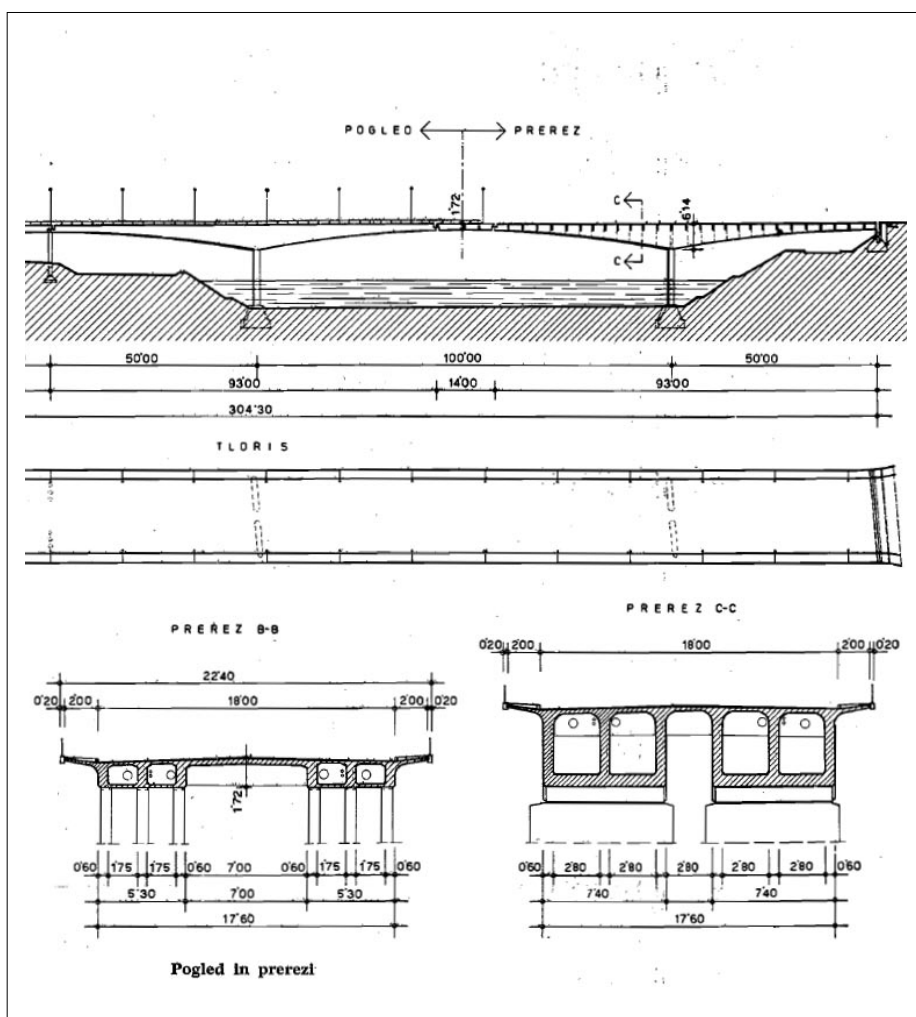 POGLED PREREZ
1'72
C
6'14
C
50'00 100'00 50'00
93'00 14'00 93'00
304'30
TLORIS
PREREZ B-B
22'40
0'20 2'00 18'00 2'00 0'20
1'72
0'60 1'75 1'75 0'60 7'00 0'60 1'75 1'75 0'60
5'30 7'00 5'30
17'60
PREREZ C-C
0'20 2'00 18'00 2'00 0'20
0'60 2'80 2'80 2'80 2'80 2'80 0'60
7'40 7'40
17'60
Pogled in prerezi